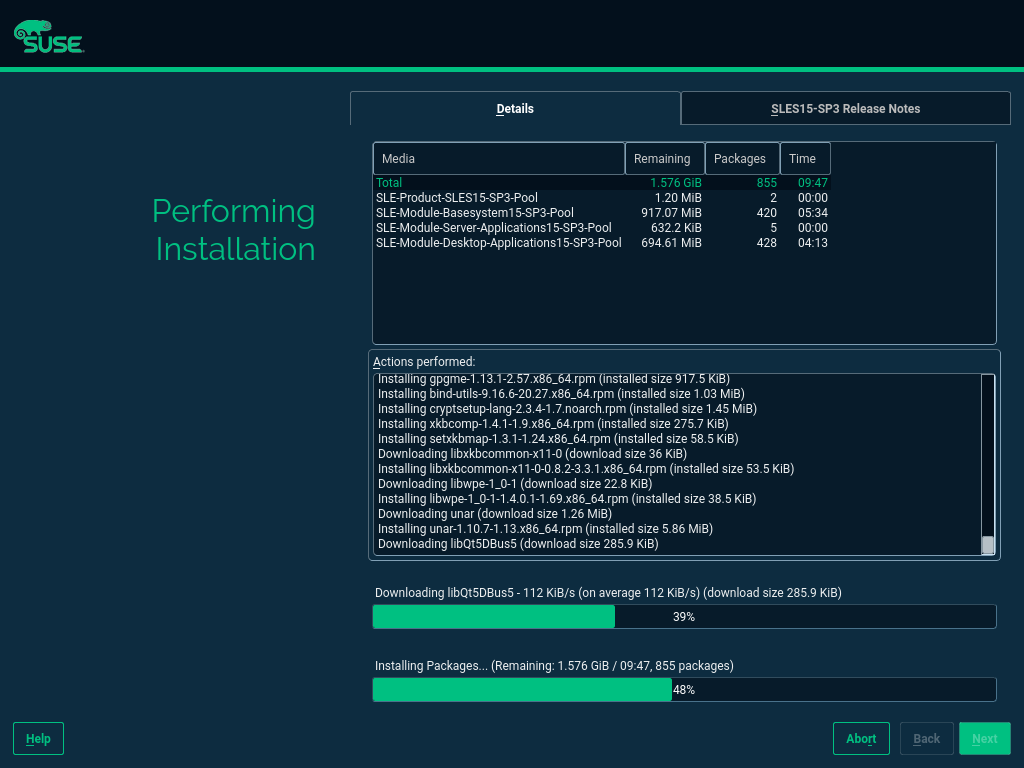 SUSE
Details
SLES15-SP3 Release Notes
Media Remaining Packages Time
Total 1.576 GiB 855 09:47
SLE-Product-SLES15-SP3-Pool 1.20 MiB 2 00:00
SLE-Module-Basesystem15-SP3-Pool 917.07 MiB 420 05:34
SLE-Module-Server-Applications15-SP3-Pool 632.2 KiB 5 00:00
SLE-Module-Desktop-Applications15-SP3-Pool 694.61 MiB 428 04:13
Performing
Installation
Actions performed:
Installing gpgme-1.13.1-2.57.x86_64.rpm (installed size 917.5 KiB)
Installing bind-utils-9.16.6-20.27.x86_64.rpm (installed size 1.03 MiB)
Installing cryptsetup-lang-2.3.4-1.7.noarch.rpm (installed size 1.45 MiB)
Installing xkbcomp-1.4.1-1.9.x86_64.rpm (installed size 275.7 KiB)
Installing setxkbmap-1.3.1-1.24.x86_64.rpm (installed size 58.5 KiB)
Downloading libxkbcommon-x11-0 (download size 36 KiB)
Installing libxkbcommon-x11-0-0.8.2-3.3.1.x86_64.rpm (installed size 53.5 KiB)
Downloading libwpe-1_0-1 (download size 22.8 KiB)
Installing libwpe-1_0-1-1.4.0.1-1.69.x86_64.rpm (installed size 38.5 KiB)
Downloading unar (download size 1.26 MiB)
Installing unar-1.10.7-1.13.x86_64.rpm (installed size 5.86 MiB)
Downloading libQt5DBus5 (download size 285.9 KiB)
Downloading libQt5DBus5 - 112 KiB/s (on average 112 KiB/s) (download size 285.9 KiB)
39%
Installing Packages... (Remaining: 1.576 GiB / 09:47, 855 packages)
48%
Help
Abort
Back
Next